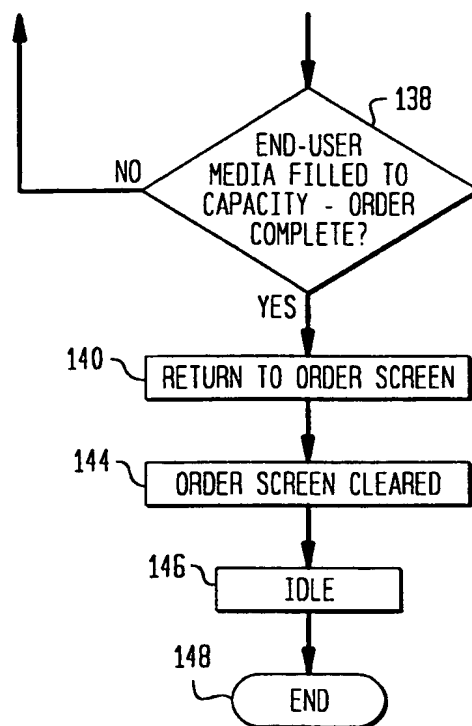 138
END-USER
MEDIA FILLED TO
CAPACITY - ORDER
COMPLETE?
NO
YES
140
RETURN TO ORDER SCREEN
144
ORDER SCREEN CLEARED
146
IDLE
148
END